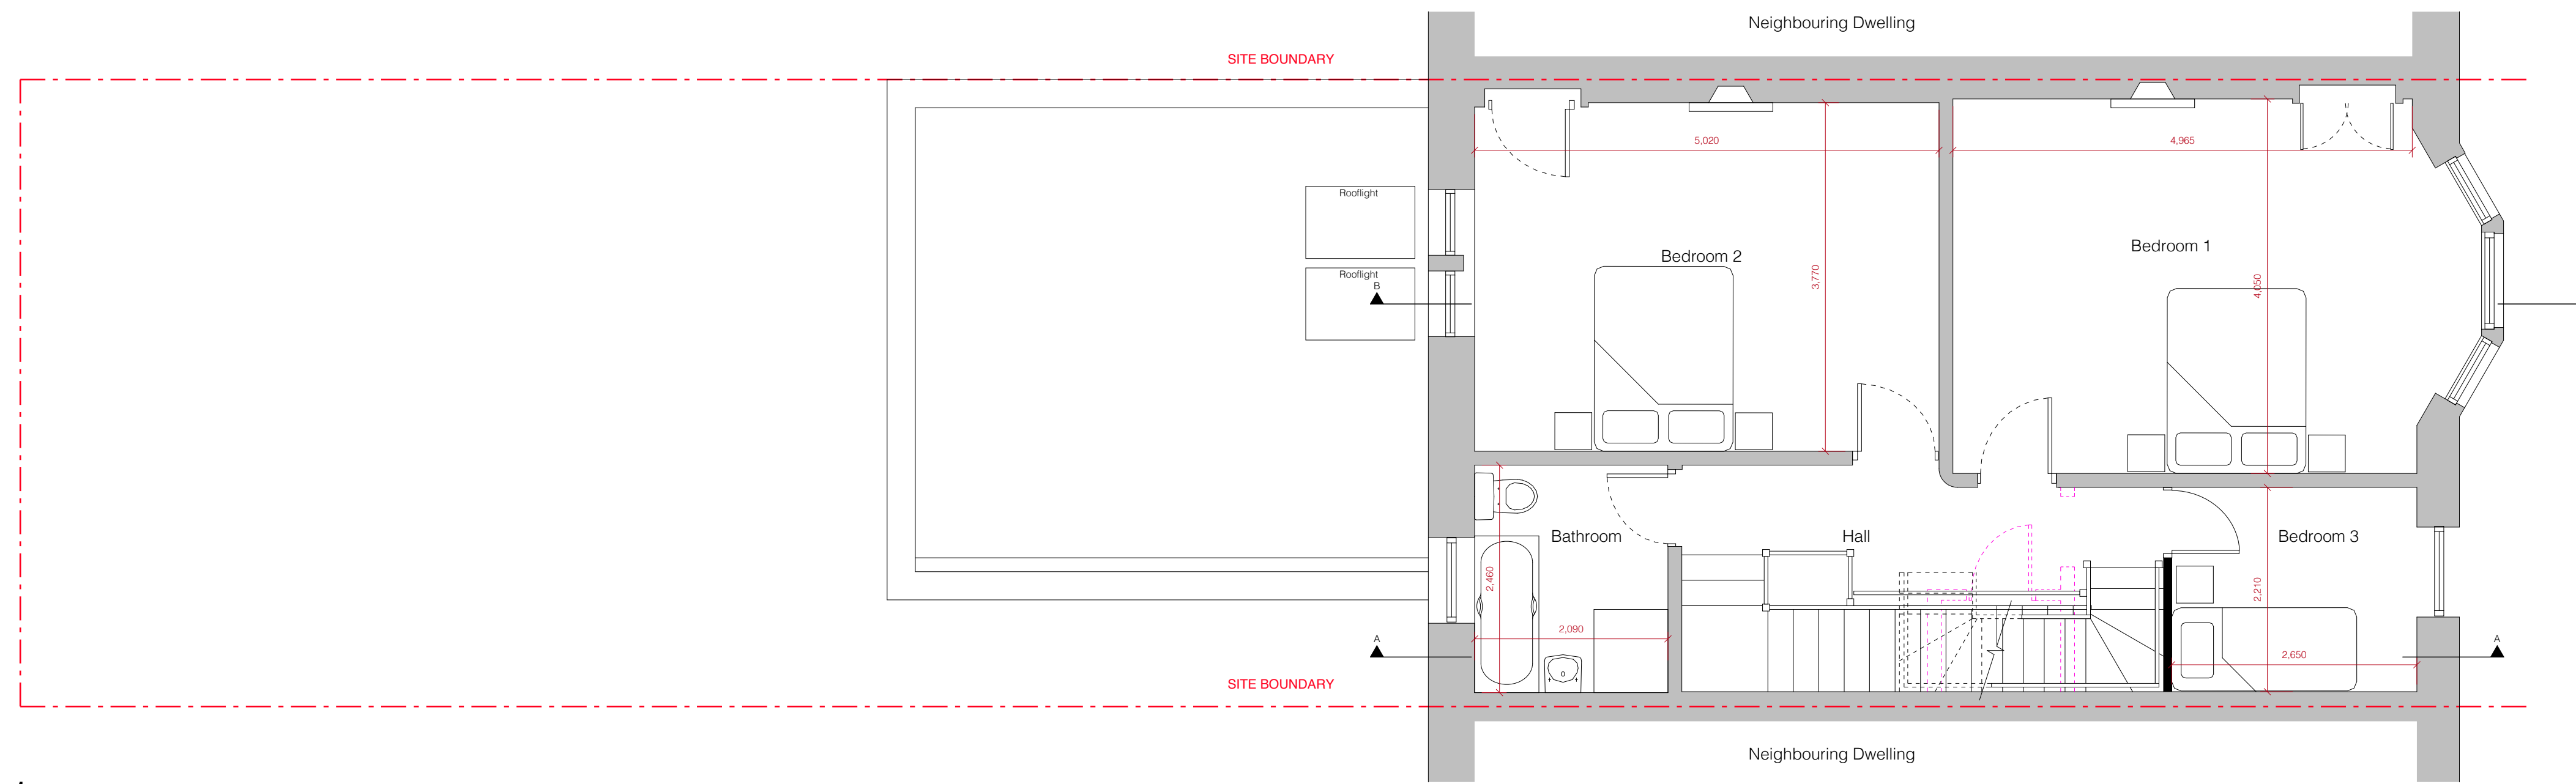 Neighbouring Dwelling
SITE BOUNDARY
5,020
4,965
Rooflight
Bedroom 1
Bedroom 2
3,770
4,050
Rooflight
B
Bathroom
Hall
Bedroom 3
2,460
2,210
2,090
A
A
2,650
SITE BOUNDARY
Neighbouring Dwelling